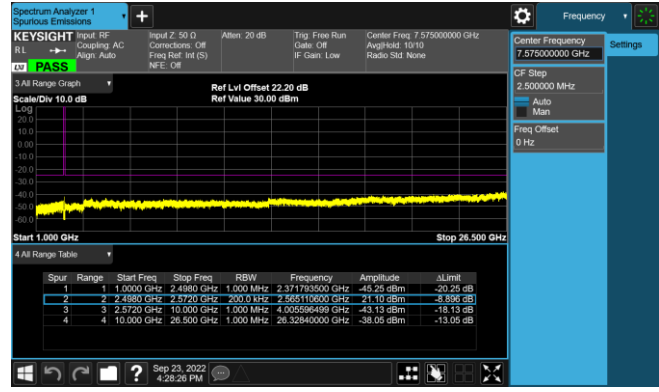 Spectrum Analyzer 1
Spurious Emissions
Frequency
KEYSIGHT
Input: RF
Input Z: 50 Ω
Atten: 20 dB
Trig: Free Run
Center Freq: 7.575000000 GHz
RL
Coupling: AC
Corrections: Off
Gate: Off
Avg|Hold: 10/10
Align: Auto
Freq Ref: Int (S)
IF Gain: Low
Radio Std: None
NFE: Off
LXI
PASS
Center Frequency
7.575000000 GHz
Settings
CF Step
2.500000 MHz
Auto
Man
Freq Offset
0 Hz
3 All Range Graph
Ref Lvl Offset 22.20 dB
Scale/Div 10.0 dB
Ref Value 30.00 dBm
Log
20.0
10.0
0.00
-10.0
-20.0
-30.0
-40.0
-50.0
-60.0
Start 1.000 GHz
Stop 26.500 GHz
4 All Range Table
Spur Range Start Freq Stop Freq RBW Frequency Amplitude ΔLimit
1 1 1.0000 GHz 2.4980 GHz 1.000 MHz 2.371793500 GHz -45.25 dBm -20.25 dB
2 2 2.4980 GHz 2.5720 GHz 200.0 kHz 2.565110600 GHz 21.10 dBm -8.896 dB
3 3 2.5720 GHz 10.000 GHz 1.000 MHz 4.005596499 GHz -43.13 dBm -18.13 dB
4 4 10.000 GHz 26.500 GHz 1.000 MHz 26.32840000 GHz -38.05 dBm -13.05 dB
Sep 23, 2022
4:28:26 PM